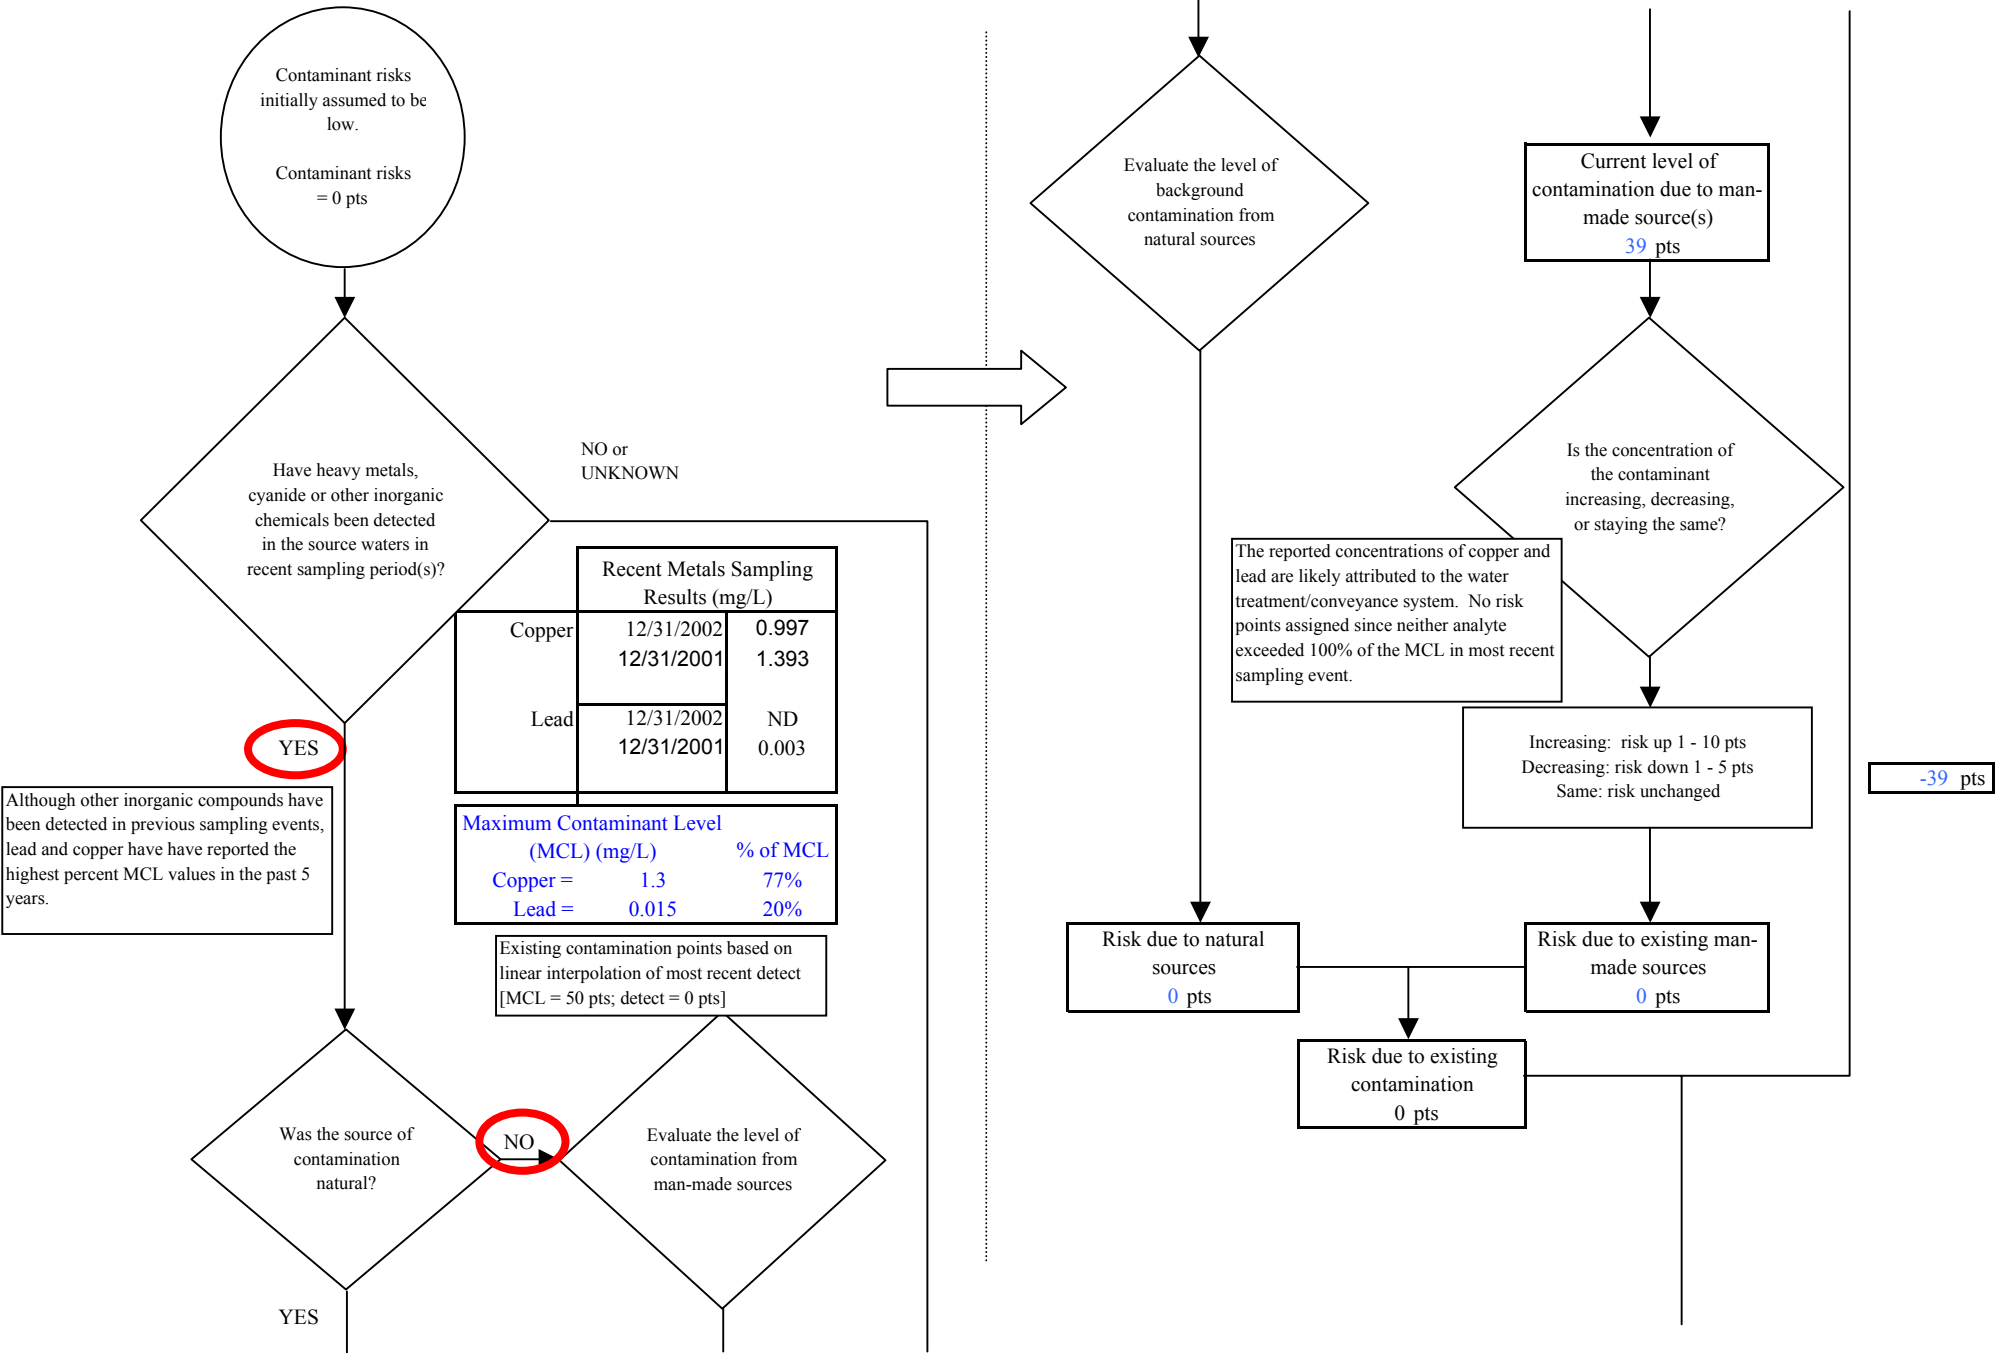 Contaminant risks
initially assumed to be
low.
Contaminant risks
= 0 pts
Have heavy metals,
cyanide or other inorganic
chemicals been detected
in the source waters in
recent sampling period(s)?
NO or
UNKNOWN
Recent Metals Sampling
Results (mg/L)
Copper 12/31/2002 0.997
12/31/2001 1.393
Lead 12/31/2002 ND
12/31/2001 0.003
YES
Although other inorganic compounds have
been detected in previous sampling events,
lead and copper have have reported the
highest percent MCL values in the past 5
years.
Maximum Contaminant Level
(MCL) (mg/L) % of MCL
Copper = 1.3 77%
Lead = 0.015 20%
Existing contamination points based on
linear interpolation of most recent detect
[MCL = 50 pts; detect = 0 pts]
Was the source of
contamination
natural?
NO
Evaluate the level of
contamination from
man-made sources
YES
Evaluate the level of
background
contamination from
natural sources
Current level of
contamination due to man-
made source(s)
39 pts
Is the concentration of
the contaminant
increasing, decreasing,
or staying the same?
The reported concentrations of copper and
lead are likely attributed to the water
treatment/conveyance system.  No risk
points assigned since neither analyte
exceeded 100% of the MCL in most recent
sampling event.
Increasing:  risk up 1 - 10 pts
Decreasing: risk down 1 - 5 pts
Same: risk unchanged
-39 pts
Risk due to natural
sources
0 pts
Risk due to existing man-
made sources
0 pts
Risk due to existing
contamination
0 pts